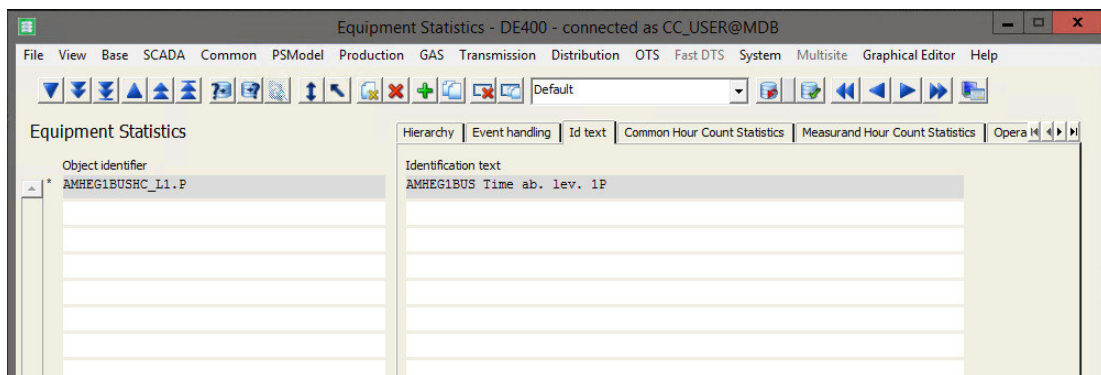 Equipment Statistics - DE400 - connected as CC_USER@MDB
File View Base SCADA Common PSModel Production GAS Transmission Distribution OTS Fast DTS System Multisite Graphical Editor Help
Default
Equipment Statistics
Hierarchy Event handling Id text Common Hour Count Statistics Measurand Hour Count Statistics Opera
Object identifier Identification text
* AMHEG1BUSHC_L1.P AMHEG1BUS Time ab. lev. 1P